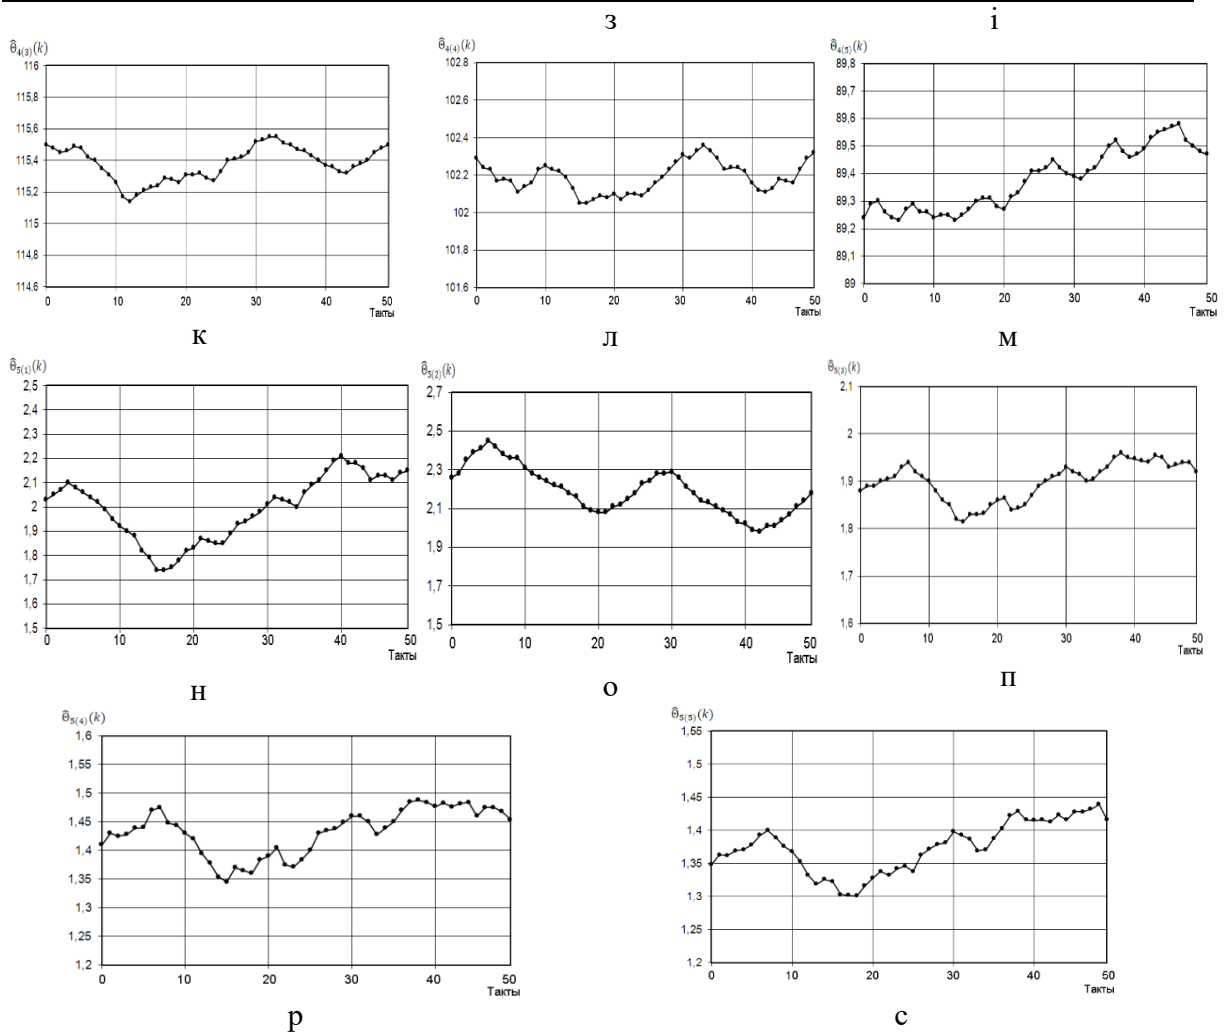 з і
θ̂₄₍₃₎(k)
116
115,8
115,6
115,4
115,2
115
114,8
114,6
0 10 20 30 40 50
Такты
к
θ̂₄₍₄₎(k)
102.8
102.6
102.4
102.2
102
101.8
101.6
0 10 20 30 40 50
Такты
л
θ̂₄₍₅₎(k)
89,8
89,7
89,6
89,5
89,4
89,3
89,2
89,1
89
0 10 20 30 40 50
Такты
м
θ̂₅₍₁₎(k)
2,5
2,4
2,3
2,2
2,1
2
1,9
1,8
1,7
1,6
1,5
0 10 20 30 40 50
Такты
н
θ̂₅₍₂₎(k)
2,7
2,5
2,3
2,1
1,9
1,7
1,5
0 10 20 30 40 50
Такты
о
θ̂₅₍₃₎(k)
2,1
2
1,9
1,8
1,7
1,6
0 10 20 30 40 50
Такты
п
θ̂₅₍₄₎(k)
1,6
1,55
1,5
1,45
1,4
1,35
1,3
1,25
1,2
0 10 20 30 40 50
Такты
р
θ̂₅₍₅₎(k)
1,55
1,5
1,45
1,4
1,35
1,3
1,25
1,2
0 10 20 30 40 50
Такты
с